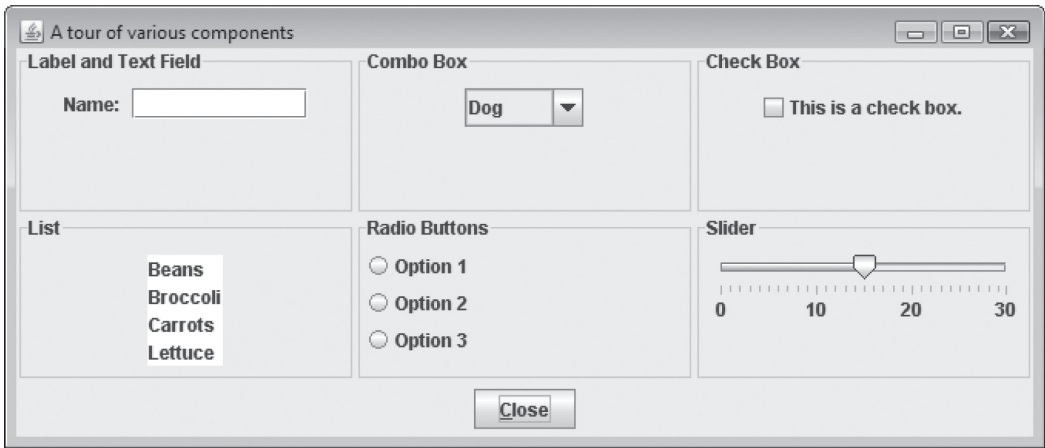 A tour of various components
Label and Text Field
Name:
Combo Box
Dog
Check Box
This is a check box.
List
Beans
Broccoli
Carrots
Lettuce
Radio Buttons
Option 1
Option 2
Option 3
Slider
0 10 20 30
Close